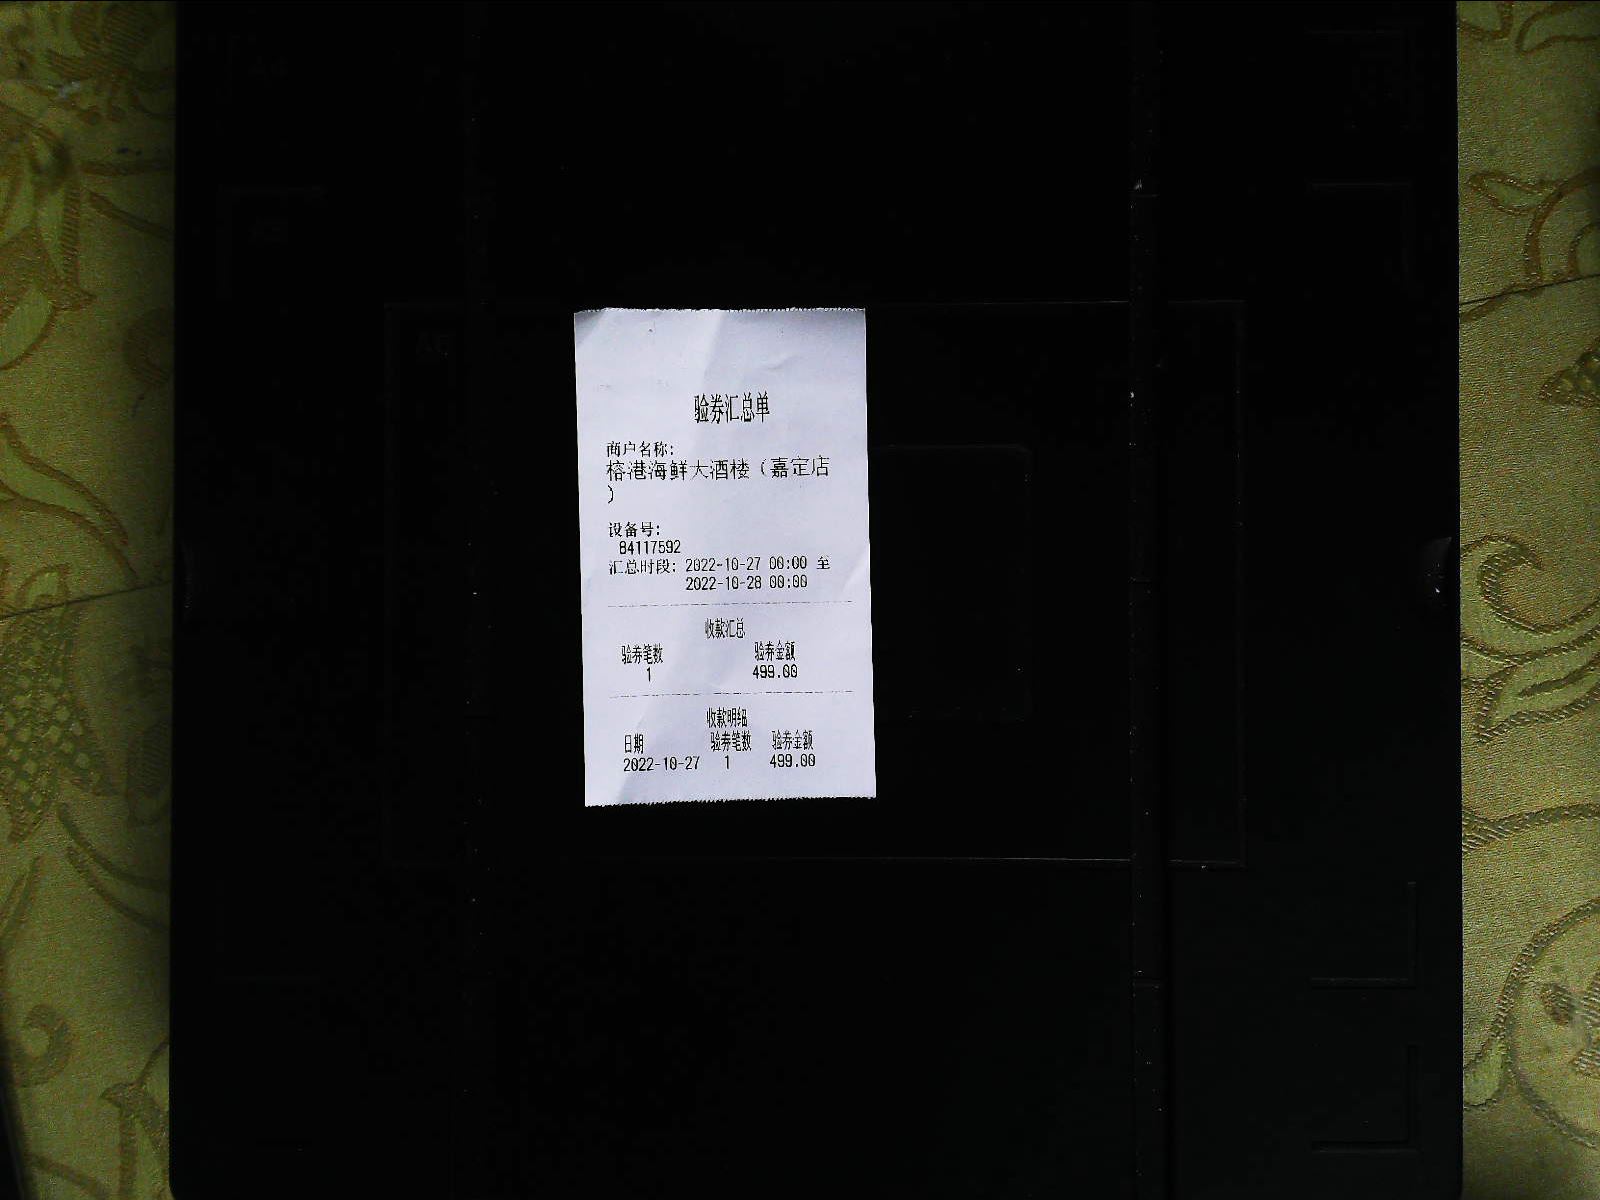 验券汇总单
商户名称:
榕港海鲜大酒楼（嘉定店
）
设备号:
84117592
汇总时段: 2022-10-27 00:00 至
2022-10-28 00:00
收款汇总
验券笔数 验券金额
1 499.00
收款明细
日期 验券笔数 验券金额
2022-10-27 1 499.00